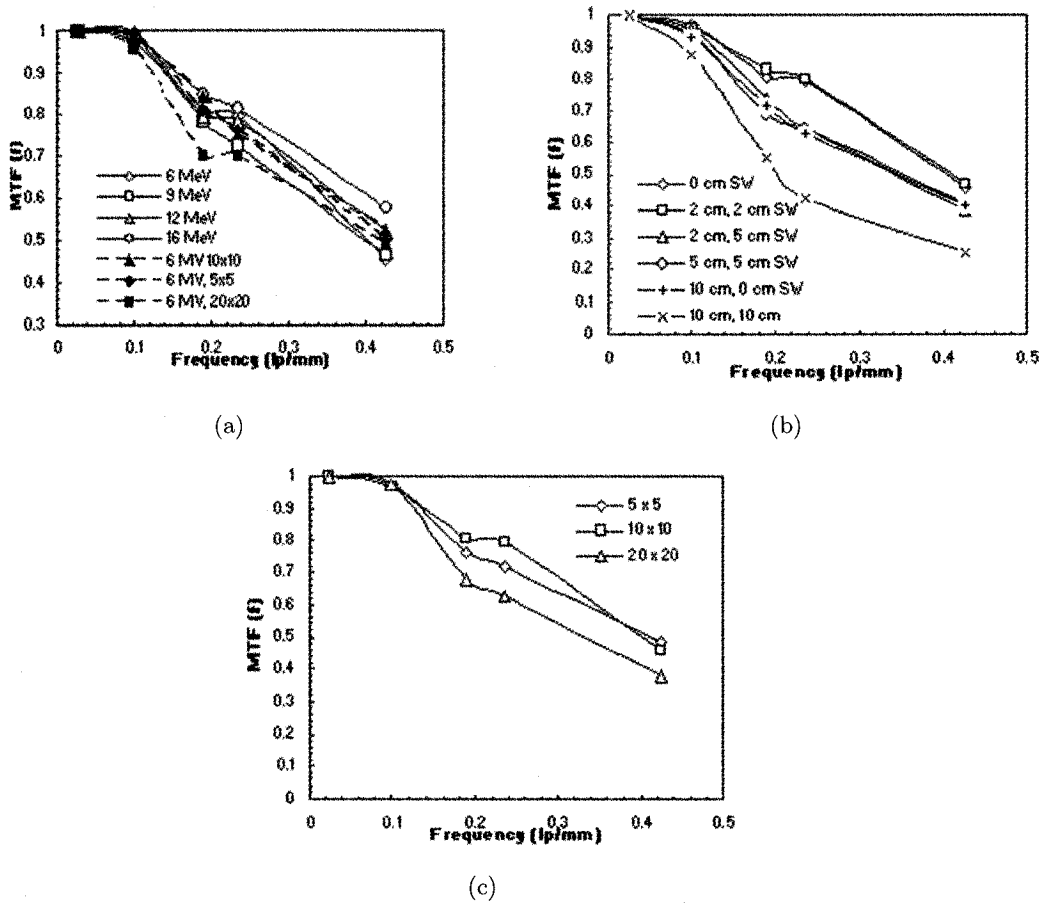 1
0.9
0.8
0.7
0.6
0.5
0.4
0.3
MTF (f)
6 MeV
9 MeV
12 MeV
16 MeV
6 MV 10x10
6 MV, 5x5
6 MV, 20x20
0
0.1
0.2
0.3
0.4
0.5
Frequency (lp/mm)
(a)
1
0.9
0.8
0.7
0.6
0.5
0.4
0.3
0.2
0.1
0
MTF (f)
0 cm SW
2 cm, 2 cm SW
2 cm, 5 cm SW
5 cm, 5 cm SW
10 cm, 0 cm SW
10 cm, 10 cm
0
0.1
0.2
0.3
0.4
0.5
Frequency (lp/mm)
(b)
1
0.9
0.8
0.7
0.6
0.5
0.4
0.3
0.2
0.1
0
MTF (f)
5 x 5
10 x 10
20 x 20
0
0.1
0.2
0.3
0.4
0.5
Frequency (lp/mm)
(c)